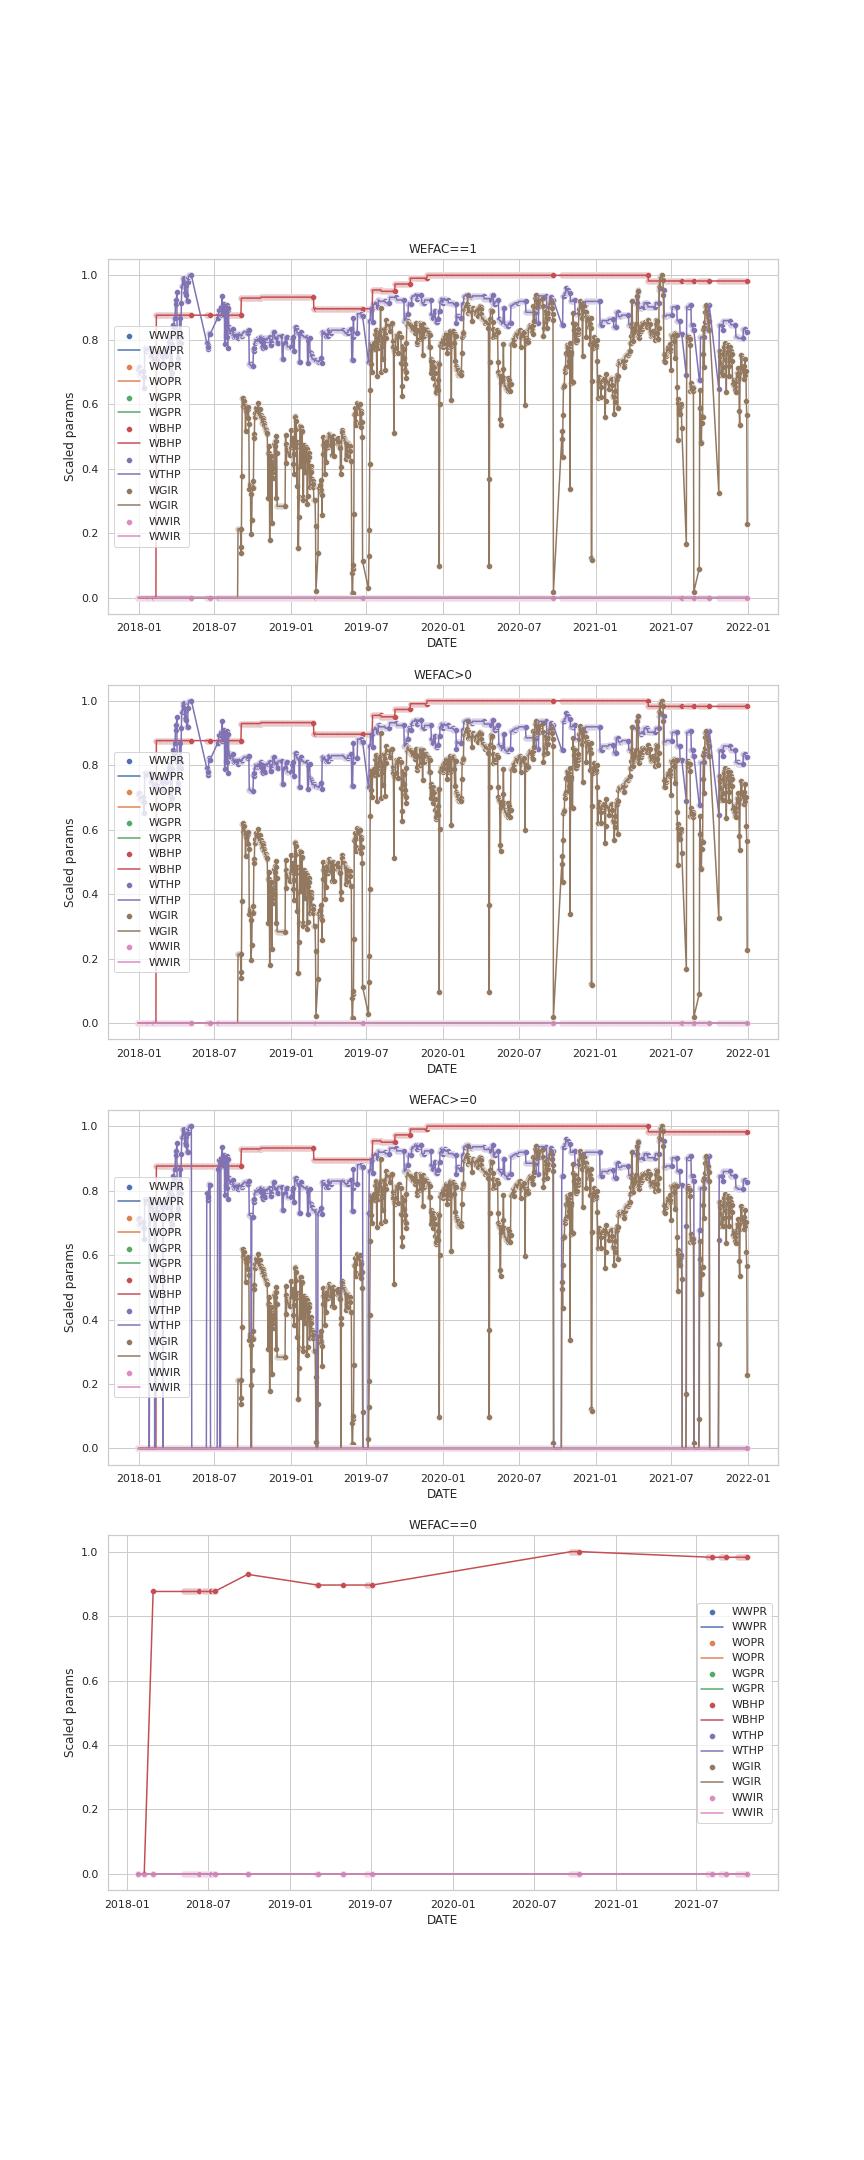 WEFAC==1
1.0
0.8
0.6
0.4
0.2
0.0
Scaled params
WWPR
WWPR
WOPR
WOPR
WGPR
WGPR
WBHP
WBHP
WTHP
WTHP
WGIR
WGIR
WWIR
WWIR
2018-01 2018-07 2019-01 2019-07 2020-01 2020-07 2021-01 2021-07 2022-01
DATE
WEFAC>0
1.0
0.8
0.6
0.4
0.2
0.0
Scaled params
WWPR
WWPR
WOPR
WOPR
WGPR
WGPR
WBHP
WBHP
WTHP
WTHP
WGIR
WGIR
WWIR
WWIR
2018-01 2018-07 2019-01 2019-07 2020-01 2020-07 2021-01 2021-07 2022-01
DATE
WEFAC>=0
1.0
0.8
0.6
0.4
0.2
0.0
Scaled params
WWPR
WWPR
WOPR
WOPR
WGPR
WGPR
WBHP
WBHP
WTHP
WTHP
WGIR
WGIR
WWIR
WWIR
2018-01 2018-07 2019-01 2019-07 2020-01 2020-07 2021-01 2021-07 2022-01
DATE
WEFAC==0
1.0
0.8
0.6
0.4
0.2
0.0
Scaled params
WWPR
WWPR
WOPR
WOPR
WGPR
WGPR
WBHP
WBHP
WTHP
WTHP
WGIR
WGIR
WWIR
WWIR
2018-01 2018-07 2019-01 2019-07 2020-01 2020-07 2021-01 2021-07
DATE